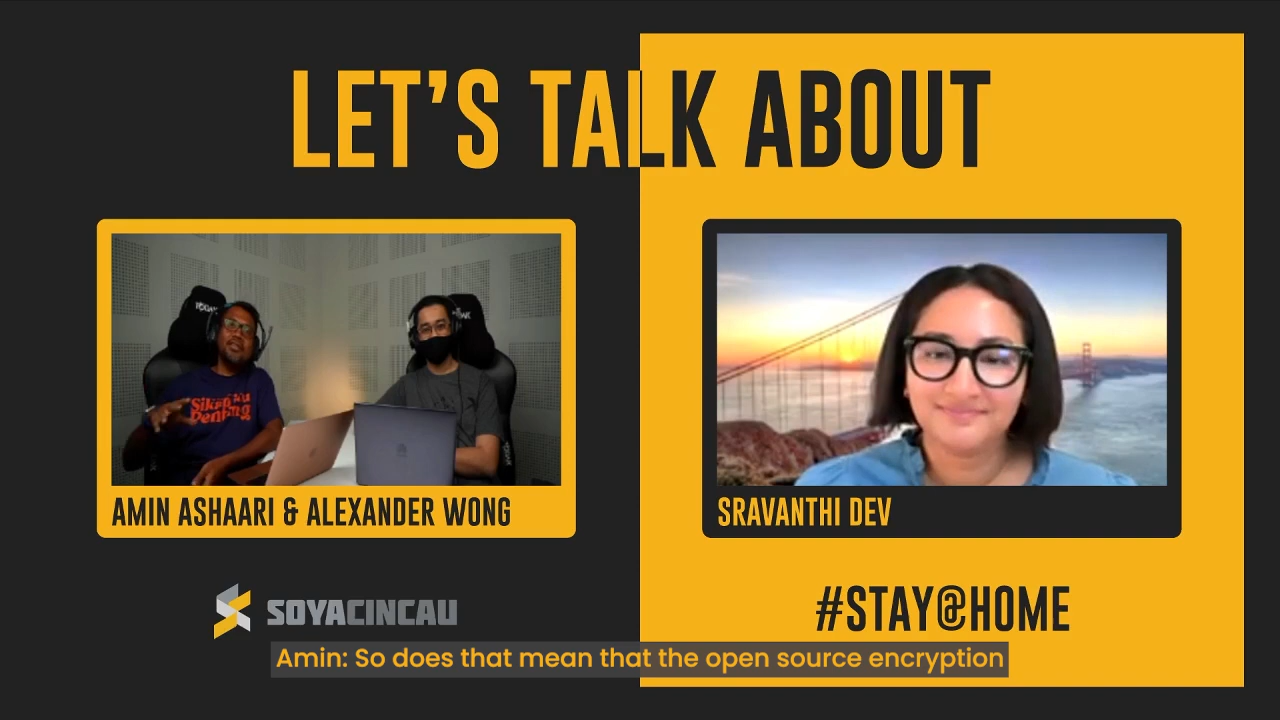 LET'S TALK ABOUT
AMIN ASHAARI & ALEXANDER WONG
SRAVANTHI DEV
SOYACINCAU
#STAY@HOME
Amin: So does that mean that the open source encryption